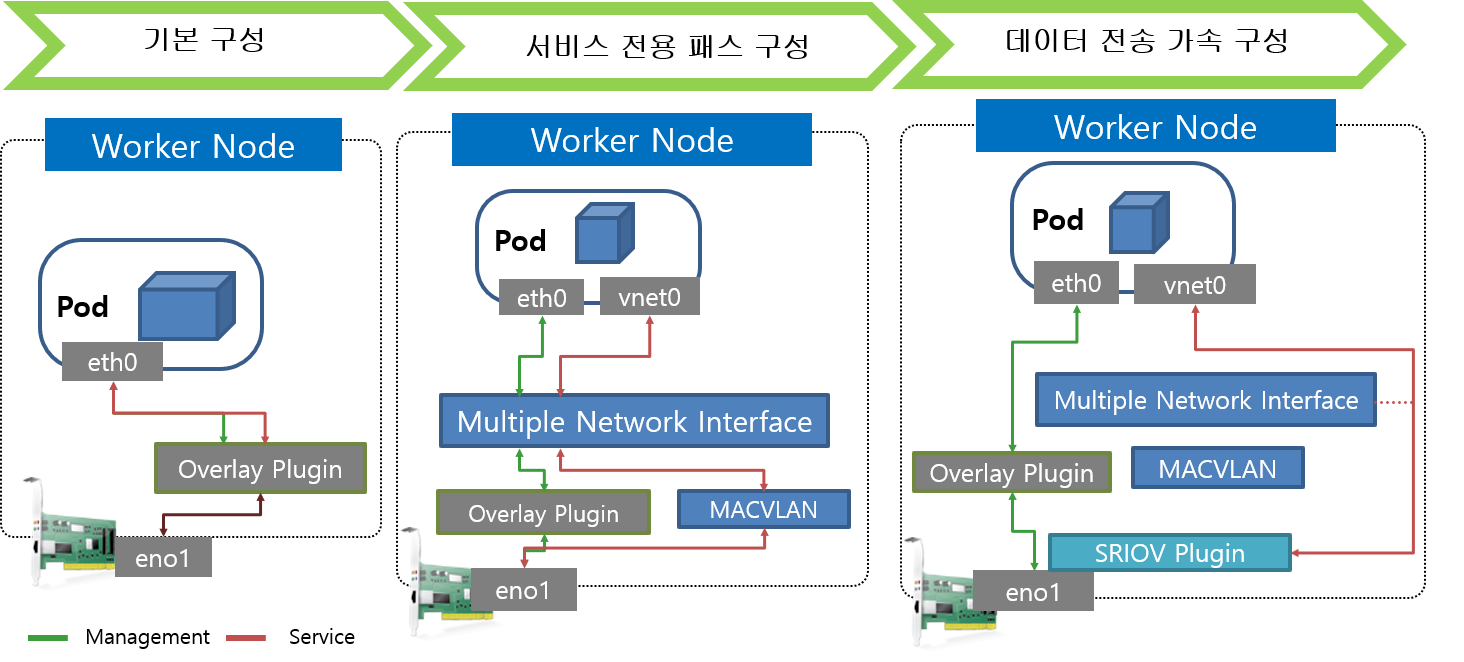 기본 구성
서비스 전용 패스 구성
데이터 전송 가속 구성
Worker Node
Pod
eth0
Overlay Plugin
eno1
Management
Service
Worker Node
Pod
eth0
vnet0
Multiple Network Interface
Overlay Plugin
MACVLAN
eno1
Worker Node
Pod
eth0
vnet0
Multiple Network Interface
Overlay Plugin
MACVLAN
SRIOV Plugin
eno1